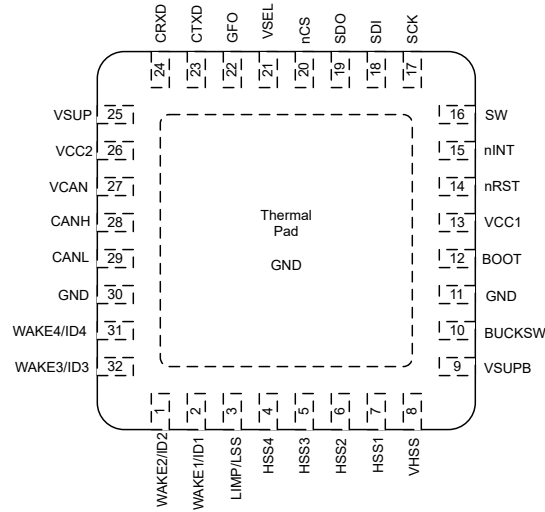 CRXD
CTXD
GFO
VSEL
nCS
SDO
SDI
SCK
24
23
22
21
20
19
18
17
VSUP 25
VCC2 26
VCAN 27
CANH 28
CANL 29
GND 30
WAKE4/ID4 31
WAKE3/ID3 32
Thermal
Pad
GND
16 SW
15 nINT
14 nRST
13 VCC1
12 BOOT
11 GND
10 BUCKSW
9 VSUPB
1
2
3
4
5
6
7
8
WAKE2/ID2
WAKE1/ID1
LIMP/LSS
HSS4
HSS3
HSS2
HSS1
VHSS